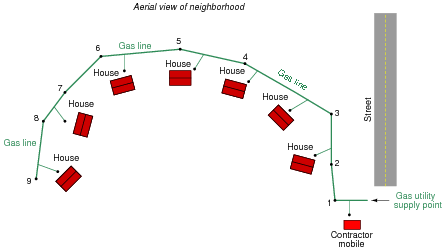 Aerial view of neighborhood
5
6
Gas line
4
House
House
House
Gas line
7
House
Street
3
8
House
Gas line
House
House
2
9
1
Gas utility
supply point
Contractor
mobile